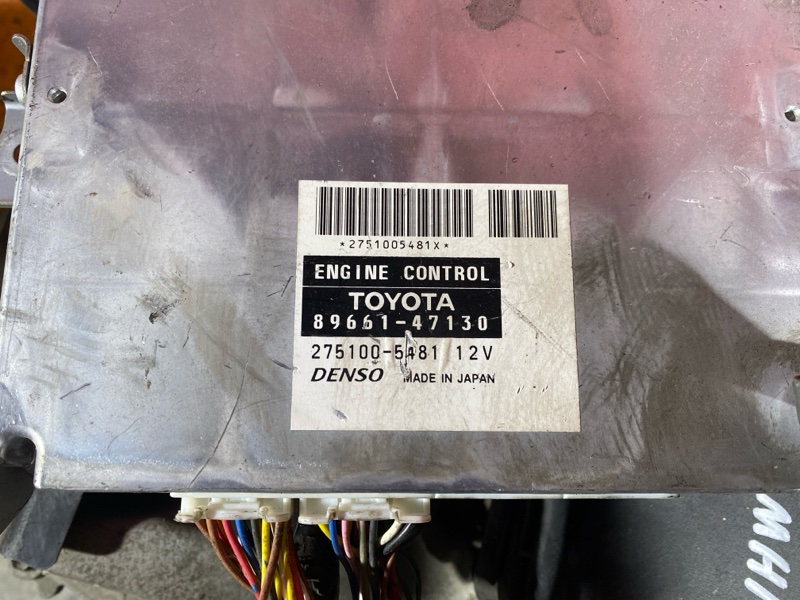 *2751005481X*
ENGINE CONTROL
TOYOTA
89661-47130
275100-5481 12V
DENSO MADE IN JAPAN